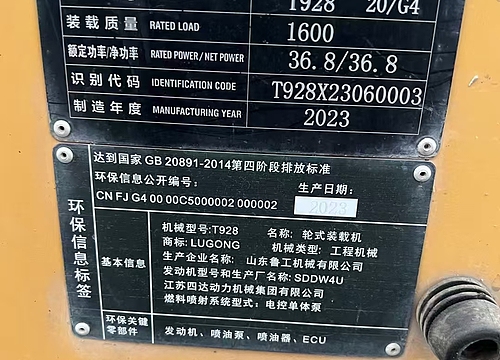 T928 20/G4
装载质量 RATED LOAD 1600
额定功率/净功率 RATED POWER/NET POWER 36.8/36.8
识别代码 IDENTIFICATION CODE T928X23060003
制造年度 MANUFACTURING YEAR 2023
达到国家 GB 20891-2014第四阶段排放标准
环保信息公开编号: 生产日期:
CN FJ G4 00 00C5000002 000002 2023
环保信息标签
基本信息
机械型号:T928 名称: 轮式装载机
商标: LUGONG 机械类型: 工程机械
生产企业名称: 山东鲁工机械有限公司
发动机型号和生产厂名称: SDDW4U
江苏四达动力机械集团有限公司
燃料喷射系统型式: 电控单体泵
环保关键零部件 发动机、喷油泵、喷油器、ECU